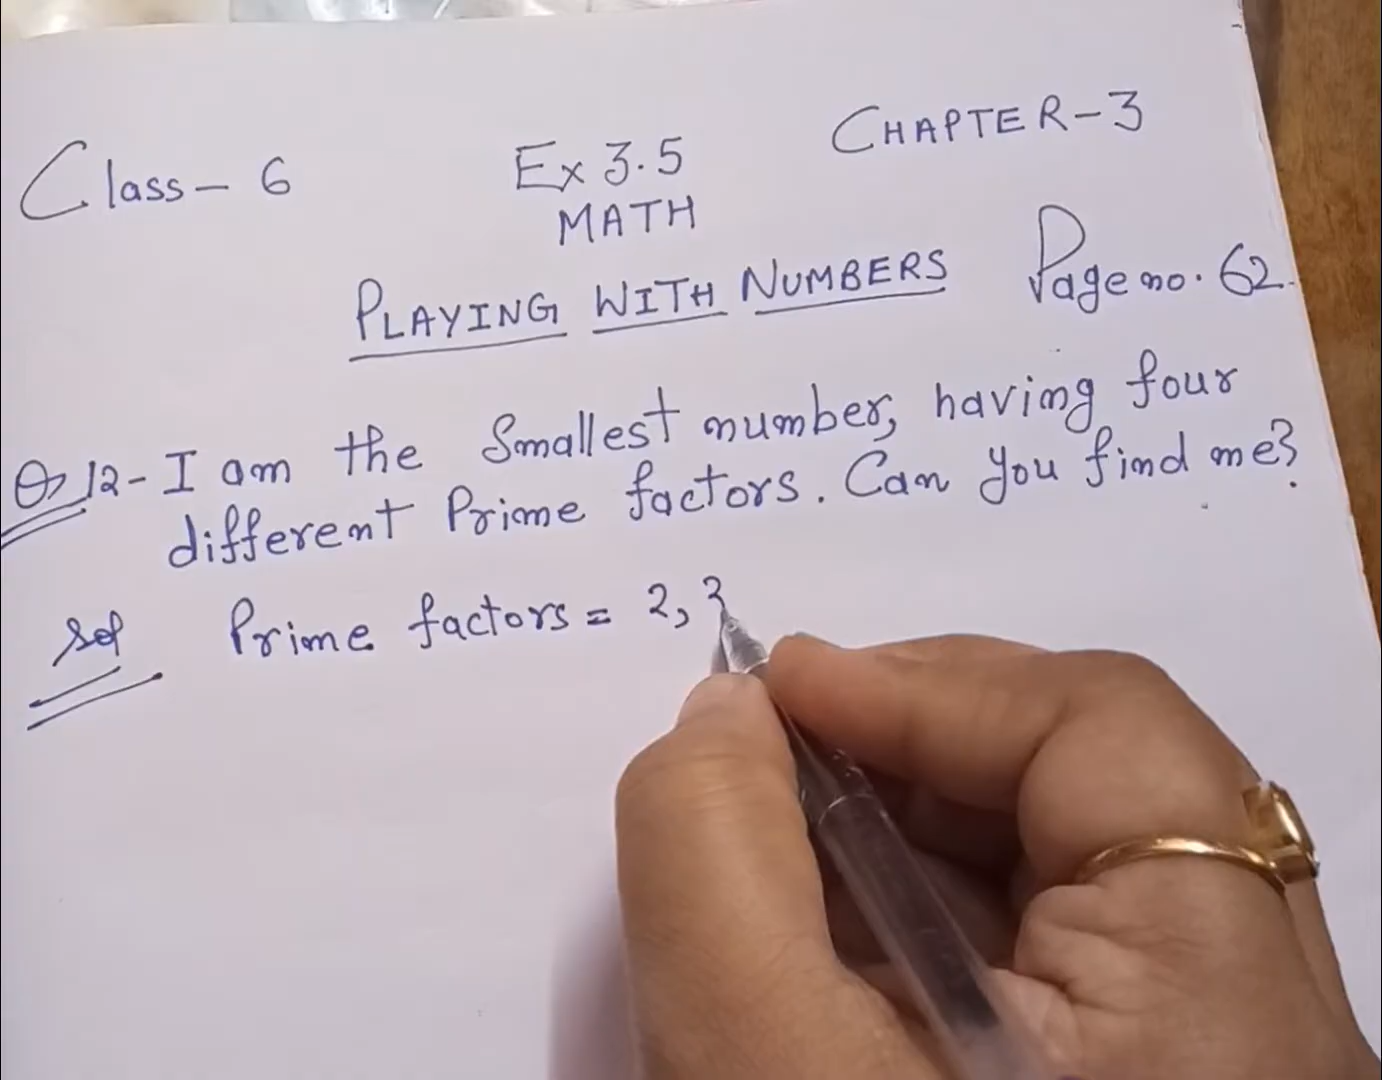 Class - 6
Ex 3.5
CHAPTER-3
MATH
PLAYING WITH NUMBERS
Page no. 62.
Q 12 - I am the Smallest number, having four
different Prime factors. Can you find me?
Sol Prime factors = 2, 3